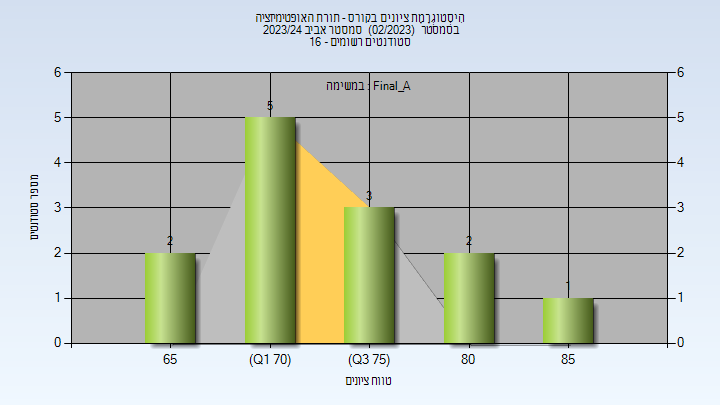 היסטוגרמת ציונים בקורס - תורת האופטימיזציה
בסמסטר (02/2023) סמסטר אביב 2023/24
סטודנטים רשומים - 16
במשימה : Final_A
מספר סטודנטים
6
5
4
3
2
1
0
6
5
4
3
2
1
0
2
5
3
2
1
65
(Q1 70)
(Q3 75)
80
85
טווח ציונים